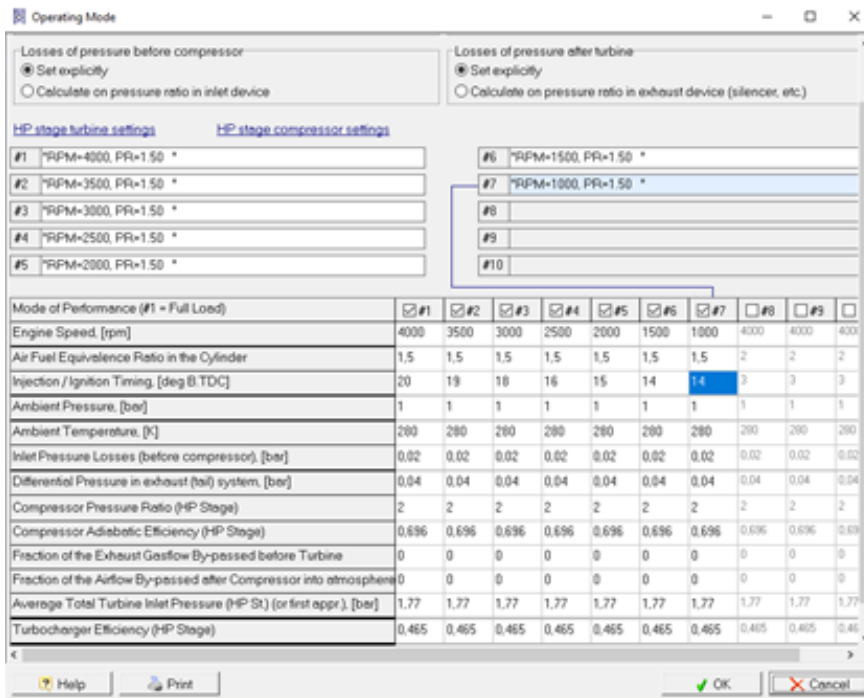 Operating Mode
Losses of pressure before compressor
Set explicitly
Calculate on pressure ratio in inlet device
Losses of pressure after turbine
Set explicitly
Calculate on pressure ratio in exhaust device (silencer, etc.)
HP stage turbine settings HP stage compressor settings
#1 "RPM=4000, PR=1.50 "
#2 "RPM=3500, PR=1.50 "
#3 "RPM=3000, PR=1.50 "
#4 "RPM=2500, PR=1.50 "
#5 "RPM=2000, PR=1.50 "
#6 "RPM=1500, PR=1.50 "
#7 "RPM=1000, PR=1.50 "
#8
#9
#10
Mode of Performance (#1 = Full Load) #1 #2 #3 #4 #5 #6 #7 #8 #9
Engine Speed, [rpm] 4000 3500 3000 2500 2000 1500 1000 4000 4000 400
Air Fuel Equivalence Ratio in the Cylinder 1,5 1,5 1,5 1,5 1,5 1,5 1,5 2 2 2
Injection / Ignition Timing, [deg B.TDC] 20 19 18 16 15 14 14 3 3 3
Ambient Pressure, [bar] 1 1 1 1 1 1 1 1 1 1
Ambient Temperature, [K] 280 280 280 280 280 280 280 280 280 280
Inlet Pressure Losses (before compressor), [bar] 0,02 0,02 0,02 0,02 0,02 0,02 0,02 0,02 0,02 0,02
Differential Pressure in exhaust (tail) system, [bar] 0,04 0,04 0,04 0,04 0,04 0,04 0,04 0,04 0,04 0,04
Compressor Pressure Ratio (HP Stage) 2 2 2 2 2 2 2 2 2 2
Compressor Adiabatic Efficiency (HP Stage) 0,696 0,696 0,696 0,696 0,696 0,696 0,696 0,696 0,696 0,69
Fraction of the Exhaust Gasflow By-passed before Turbine 0 0 0 0 0 0 0 0 0 0
Fraction of the Airflow By-passed after Compressor into atmosphere 0 0 0 0 0 0 0 0 0 0
Average Total Turbine Inlet Pressure (HP St.) (or first appr.), [bar] 1,77 1,77 1,77 1,77 1,77 1,77 1,77 1,77 1,77 1,77
Turbocharger Efficiency (HP Stage) 0,465 0,465 0,465 0,465 0,465 0,465 0,465 0,465 0,465 0,46
Help Print OK Cancel